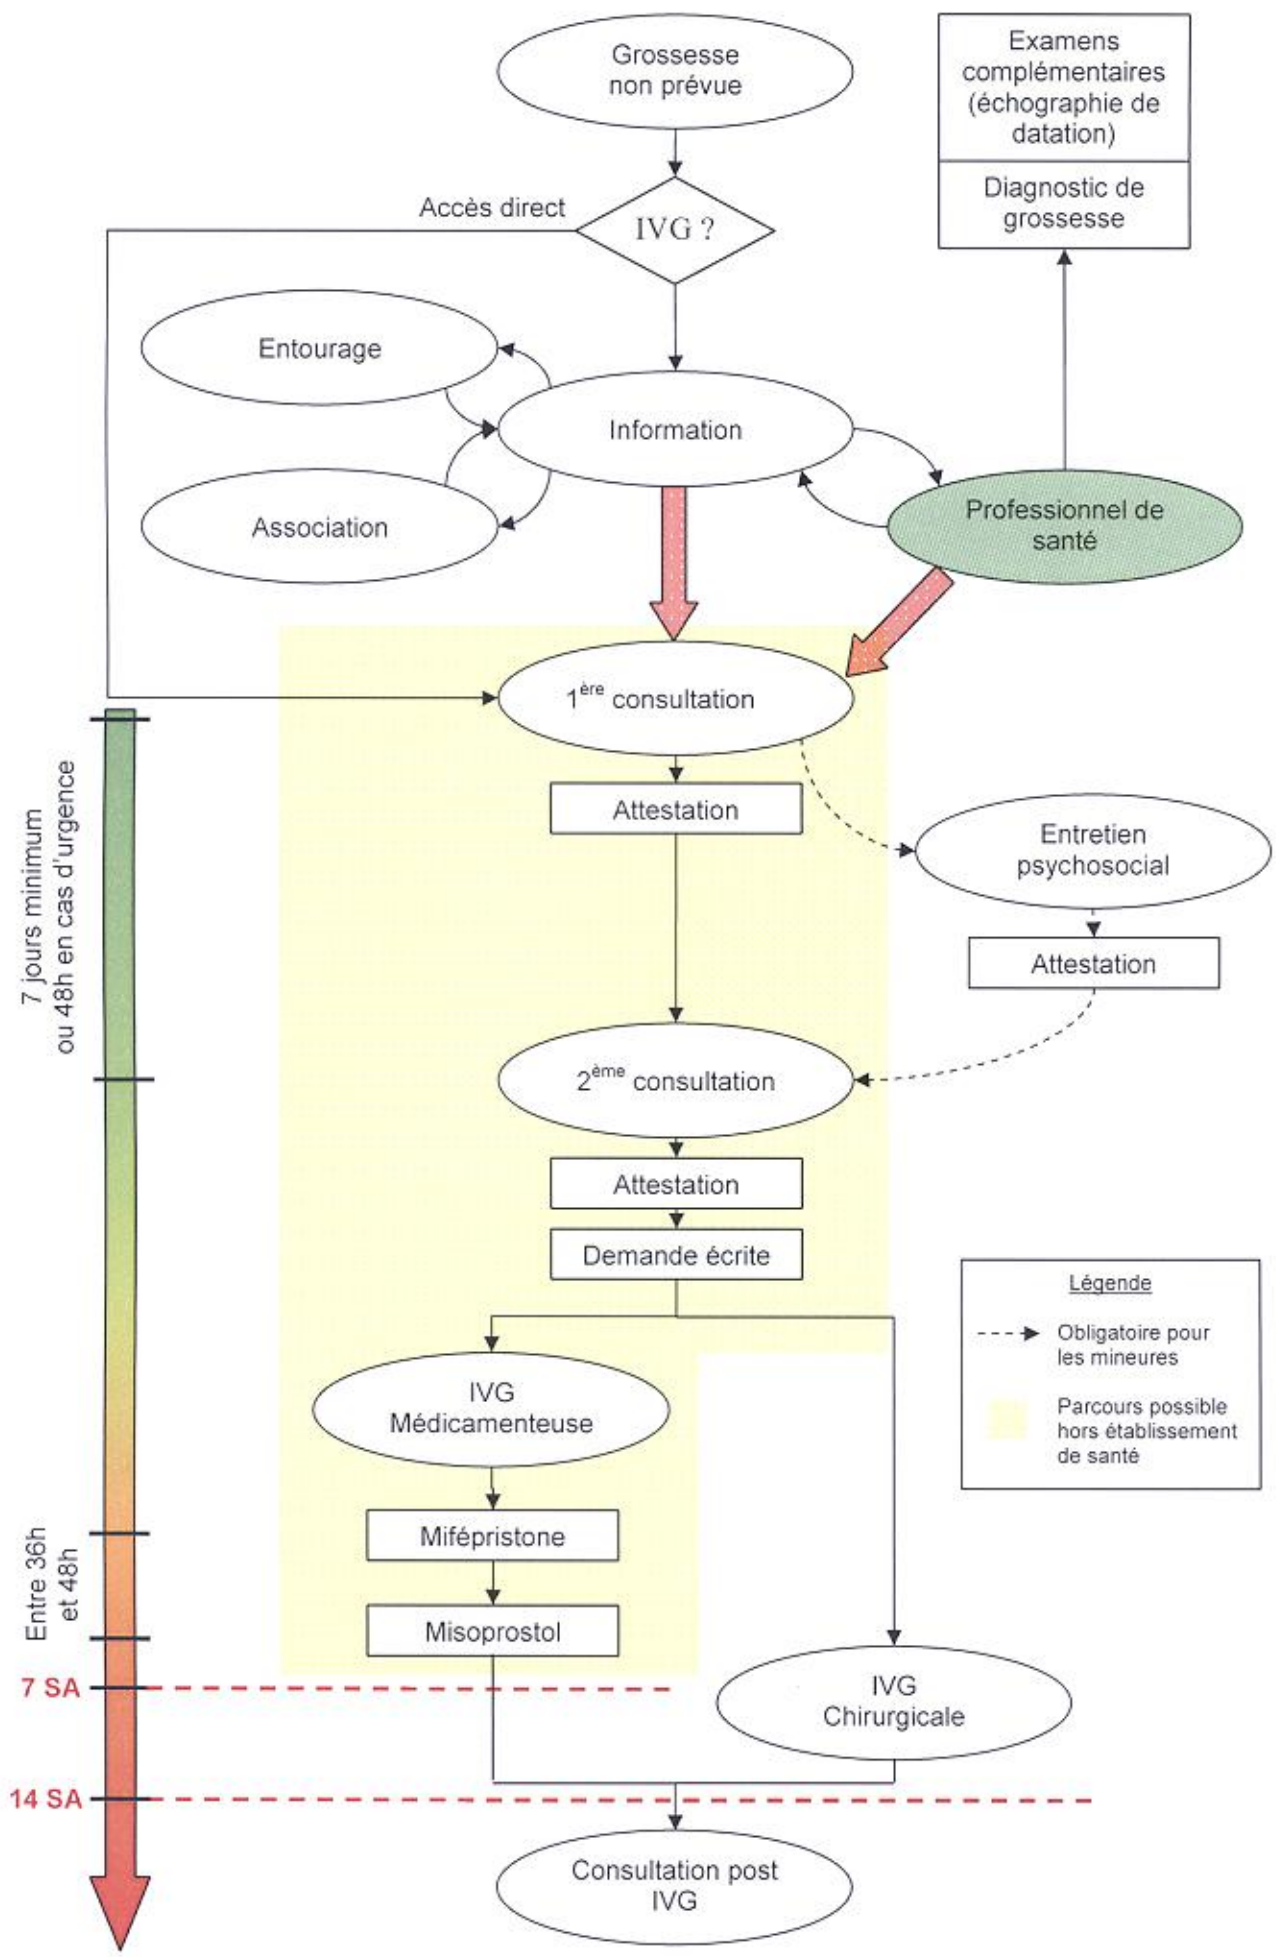 Grossesse
non prévue
Examens
complémentaires
(échographie de
datation)
Diagnostic de
grossesse
Accès direct
IVG ?
Entourage
Information
Association
Professionnel de
santé
1ère consultation
Attestation
7 jours minimum
ou 48h en cas d'urgence
Entretien
psychosocial
Attestation
2ème consultation
Attestation
Demande écrite
Légende
Obligatoire pour
les mineures
Parcours possible
hors établissement
de santé
IVG
Médicamenteuse
Mifépristone
Entre 36h
et 48h
Misoprostol
7 SA
IVG
Chirurgicale
14 SA
Consultation post
IVG